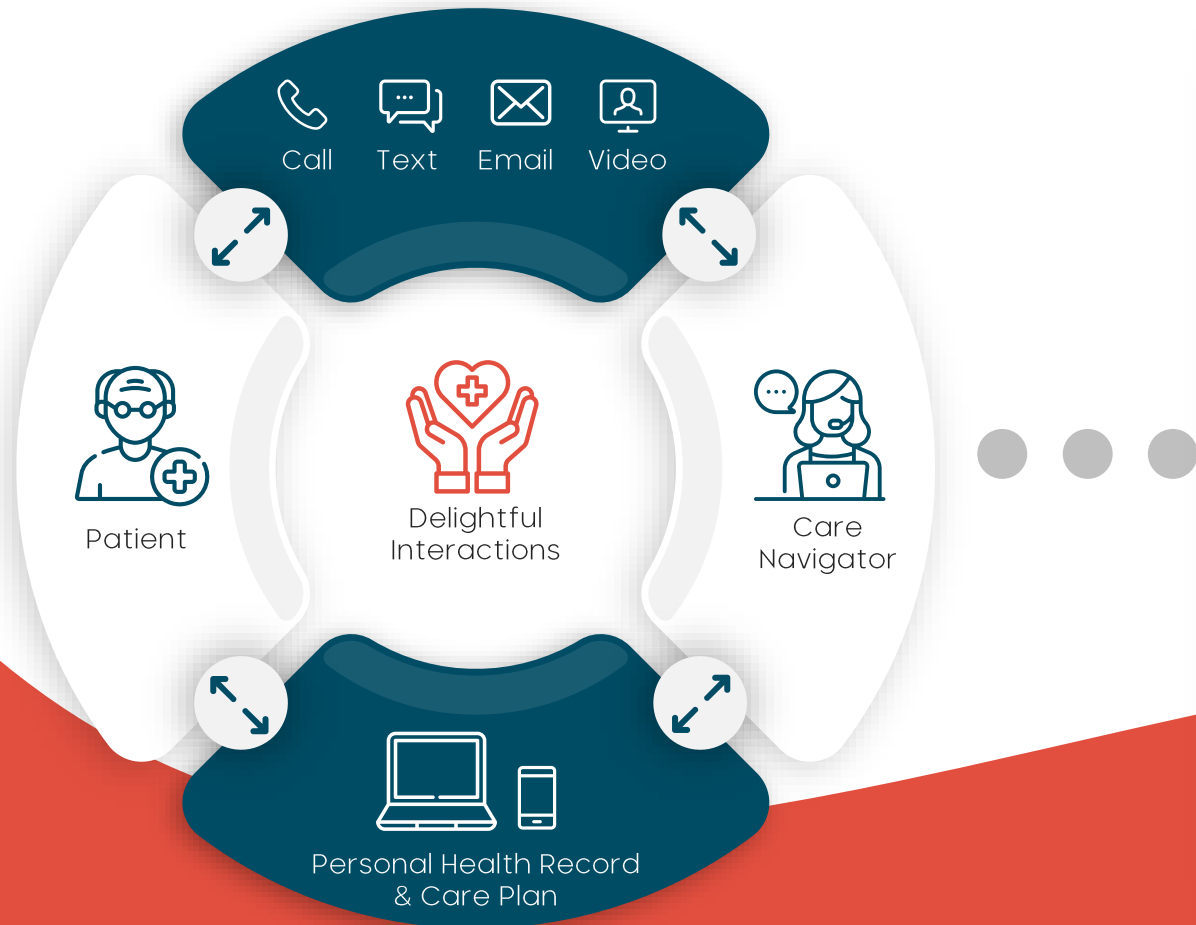 Call Text Email Video
Patient
Delightful
Interactions
Care
Navigator
Personal Health Record
& Care Plan